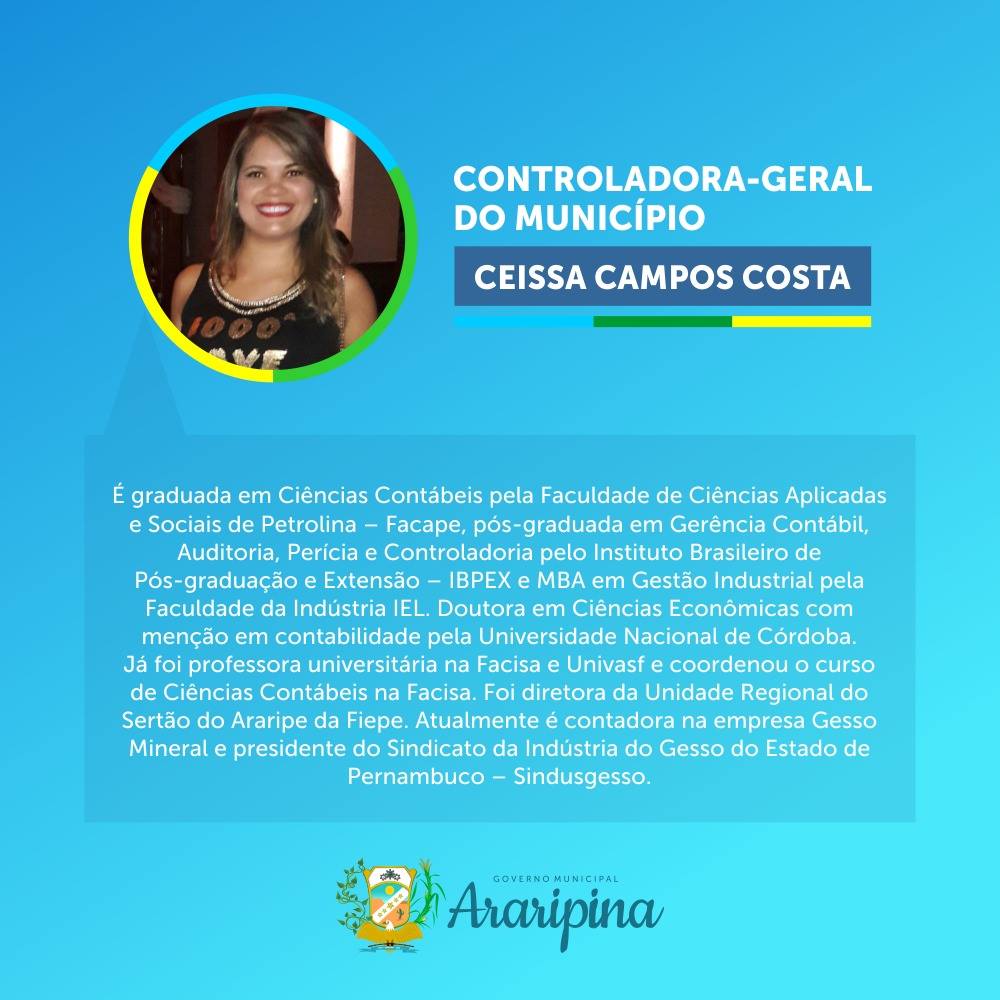 CONTROLADORA-GERAL
DO MUNICÍPIO
CEISSA CAMPOS COSTA
1000%
É graduada em Ciências Contábeis pela Faculdade de Ciências Aplicadas
e Sociais de Petrolina – Facape, pós-graduada em Gerência Contábil,
Auditoria, Perícia e Controladoria pelo Instituto Brasileiro de
Pós-graduação e Extensão – IBPEX e MBA em Gestão Industrial pela
Faculdade da Indústria IEL. Doutora em Ciências Econômicas com
menção em contabilidade pela Universidade Nacional de Córdoba.
Já foi professora universitária na Facisa e Univasf e coordenou o curso
de Ciências Contábeis na Facisa. Foi diretora da Unidade Regional do
Sertão do Araripe da Fiepe. Atualmente é contadora na empresa Gesso
Mineral e presidente do Sindicato da Indústria do Gesso do Estado de
Pernambuco – Sindusgesso.
GOVERNO MUNICIPAL
Araripina